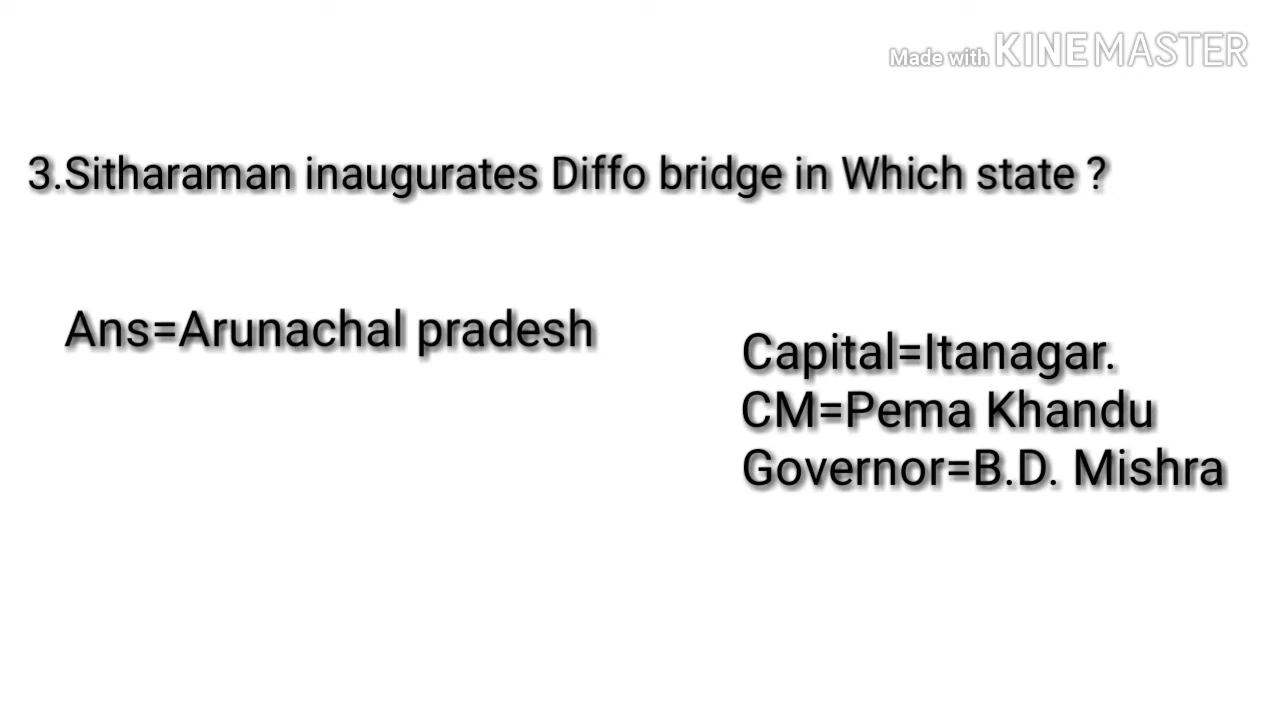 Made with KINEMASTER
3.Sitharaman inaugurates Diffo bridge in Which state ?
Ans=Arunachal pradesh
Capital=Itanagar.
CM=Pema Khandu
Governor=B.D. Mishra